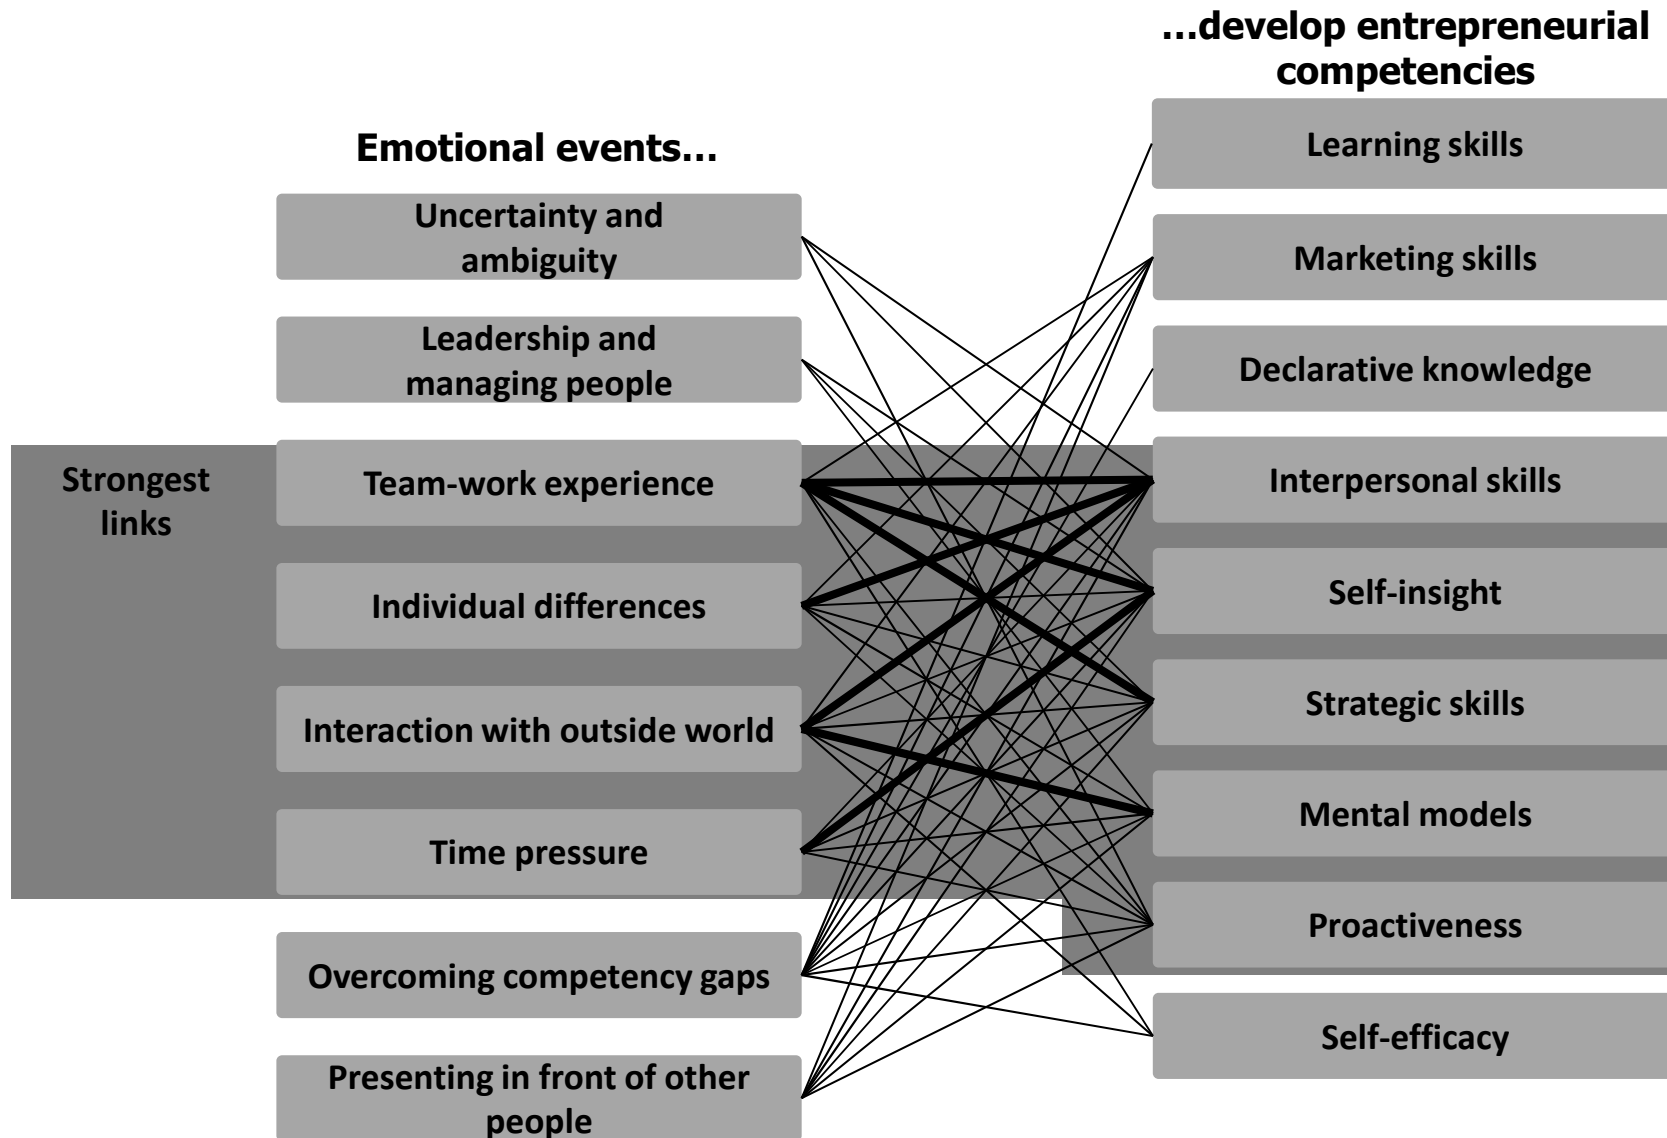 …develop entrepreneurial
competencies
Emotional events…
Uncertainty and
ambiguity
Leadership and
managing people
Team-work experience
Individual differences
Interaction with outside world
Time pressure
Overcoming competency gaps
Presenting in front of other
people
Strongest
links
Learning skills
Marketing skills
Declarative knowledge
Interpersonal skills
Self-insight
Strategic skills
Mental models
Proactiveness
Self-efficacy